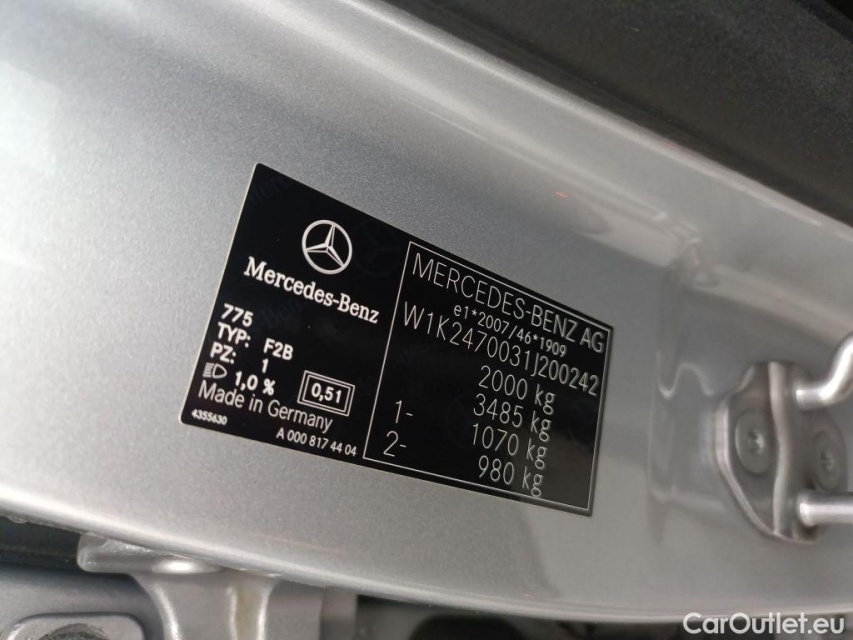 Mercedes-Benz
775
TYP: F2B
PZ: 1
1,0 % 0,51
Made in Germany
4355630 A 000 817 44 04
MERCEDES-BENZ AG
e1*2007/46*1909
W1K2470031J200242
2000 kg
3485 kg
1- 1070 kg
2- 980 kg
CarOutlet.eu